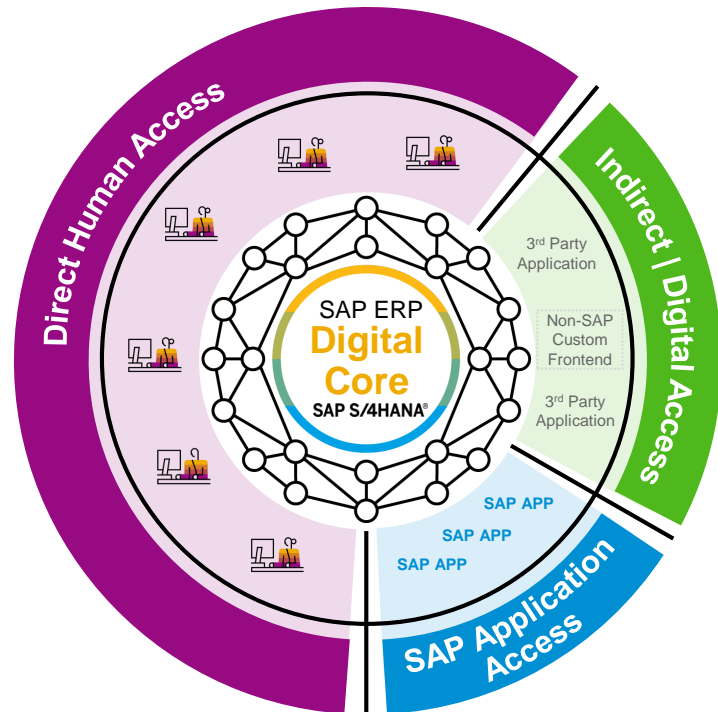 Direct Human Access
Indirect | Digital Access
3rd Party
Application
Non-SAP
Custom
Frontend
3rd Party
Application
SAP ERP
Digital
Core
SAP S/4HANA®
SAP APP
SAP APP
SAP APP
SAP Application
Access